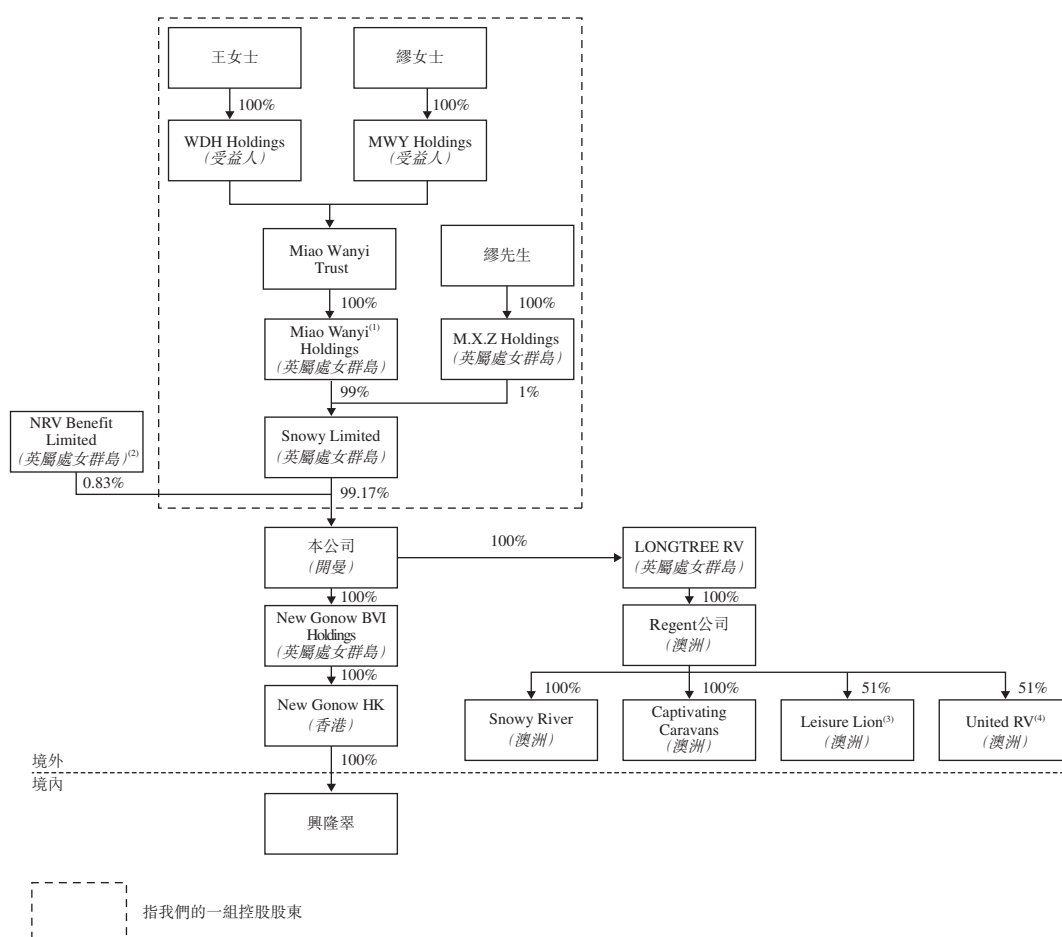 王女士
繆女士
100%
100%
WDH Holdings
(受益人)
MWY Holdings
(受益人)
Miao Wanyi
Trust
繆先生
100%
100%
Miao Wanyi(1)
Holdings
(英屬處女群島)
M.X.Z Holdings
(英屬處女群島)
99%
1%
NRV Benefit
Limited
(英屬處女群島)(2)
Snowy Limited
(英屬處女群島)
0.83%
99.17%
本公司
(開曼)
100%
LONGTREE RV
(英屬處女群島)
100%
100%
New Gonow BVI
Holdings
(英屬處女群島)
Regent公司
(澳洲)
100%
100%
100%
51%
51%
New Gonow HK
(香港)
Snowy River
(澳洲)
Captivating
Caravans
(澳洲)
Leisure Lion(3)
(澳洲)
United RV(4)
(澳洲)
境外
100%
境內
興隆翠
指我們的一組控股股東